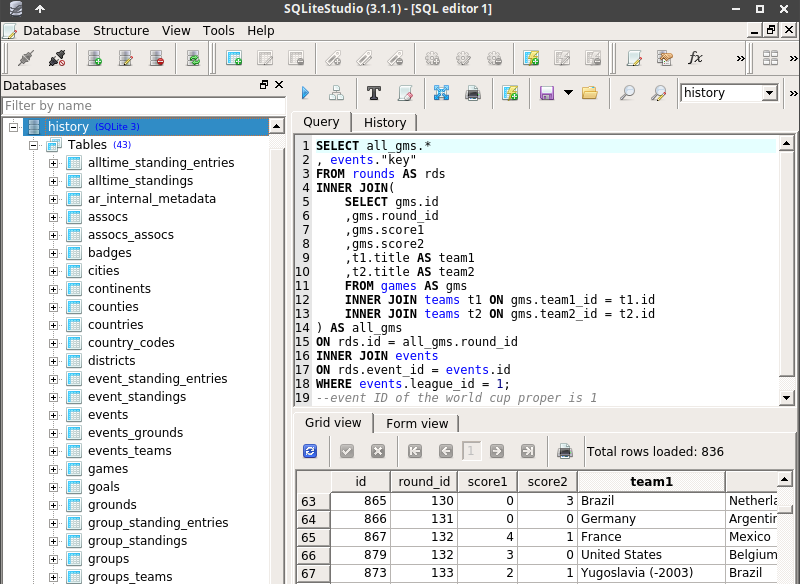 SQLiteStudio (3.1.1) - [SQL editor 1]
Database Structure View Tools Help
fx » »
Databases
Filter by name
history (SQLite 3)
Tables (43)
alltime_standing_entries
alltime_standings
ar_internal_metadata
assocs
assocs_assocs
badges
cities
continents
counties
countries
country_codes
districts
event_standing_entries
event_standings
events
events_grounds
events_teams
games
goals
grounds
group_standing_entries
group_standings
groups
groups_teams
T history »
Query History
1 SELECT all_gms.*
2 , events."key"
3 FROM rounds AS rds
4 INNER JOIN(
5 SELECT gms.id
6 ,gms.round_id
7 ,gms.score1
8 ,gms.score2
9 ,t1.title AS team1
10 ,t2.title AS team2
11 FROM games AS gms
12 INNER JOIN teams t1 ON gms.team1_id = t1.id
13 INNER JOIN teams t2 ON gms.team2_id = t2.id
14 ) AS all_gms
15 ON rds.id = all_gms.round_id
16 INNER JOIN events
17 ON rds.event_id = events.id
18 WHERE events.league_id = 1;
19 --event ID of the world cup proper is 1
Grid view Form view
1 Total rows loaded: 836
id round_id score1 score2 team1
63 865 130 0 3 Brazil Netherla
64 866 131 0 0 Germany Argentin
65 867 132 4 1 France Mexico
66 879 132 3 0 United States Belgium
67 873 133 2 1 Yugoslavia (-2003) Brazil